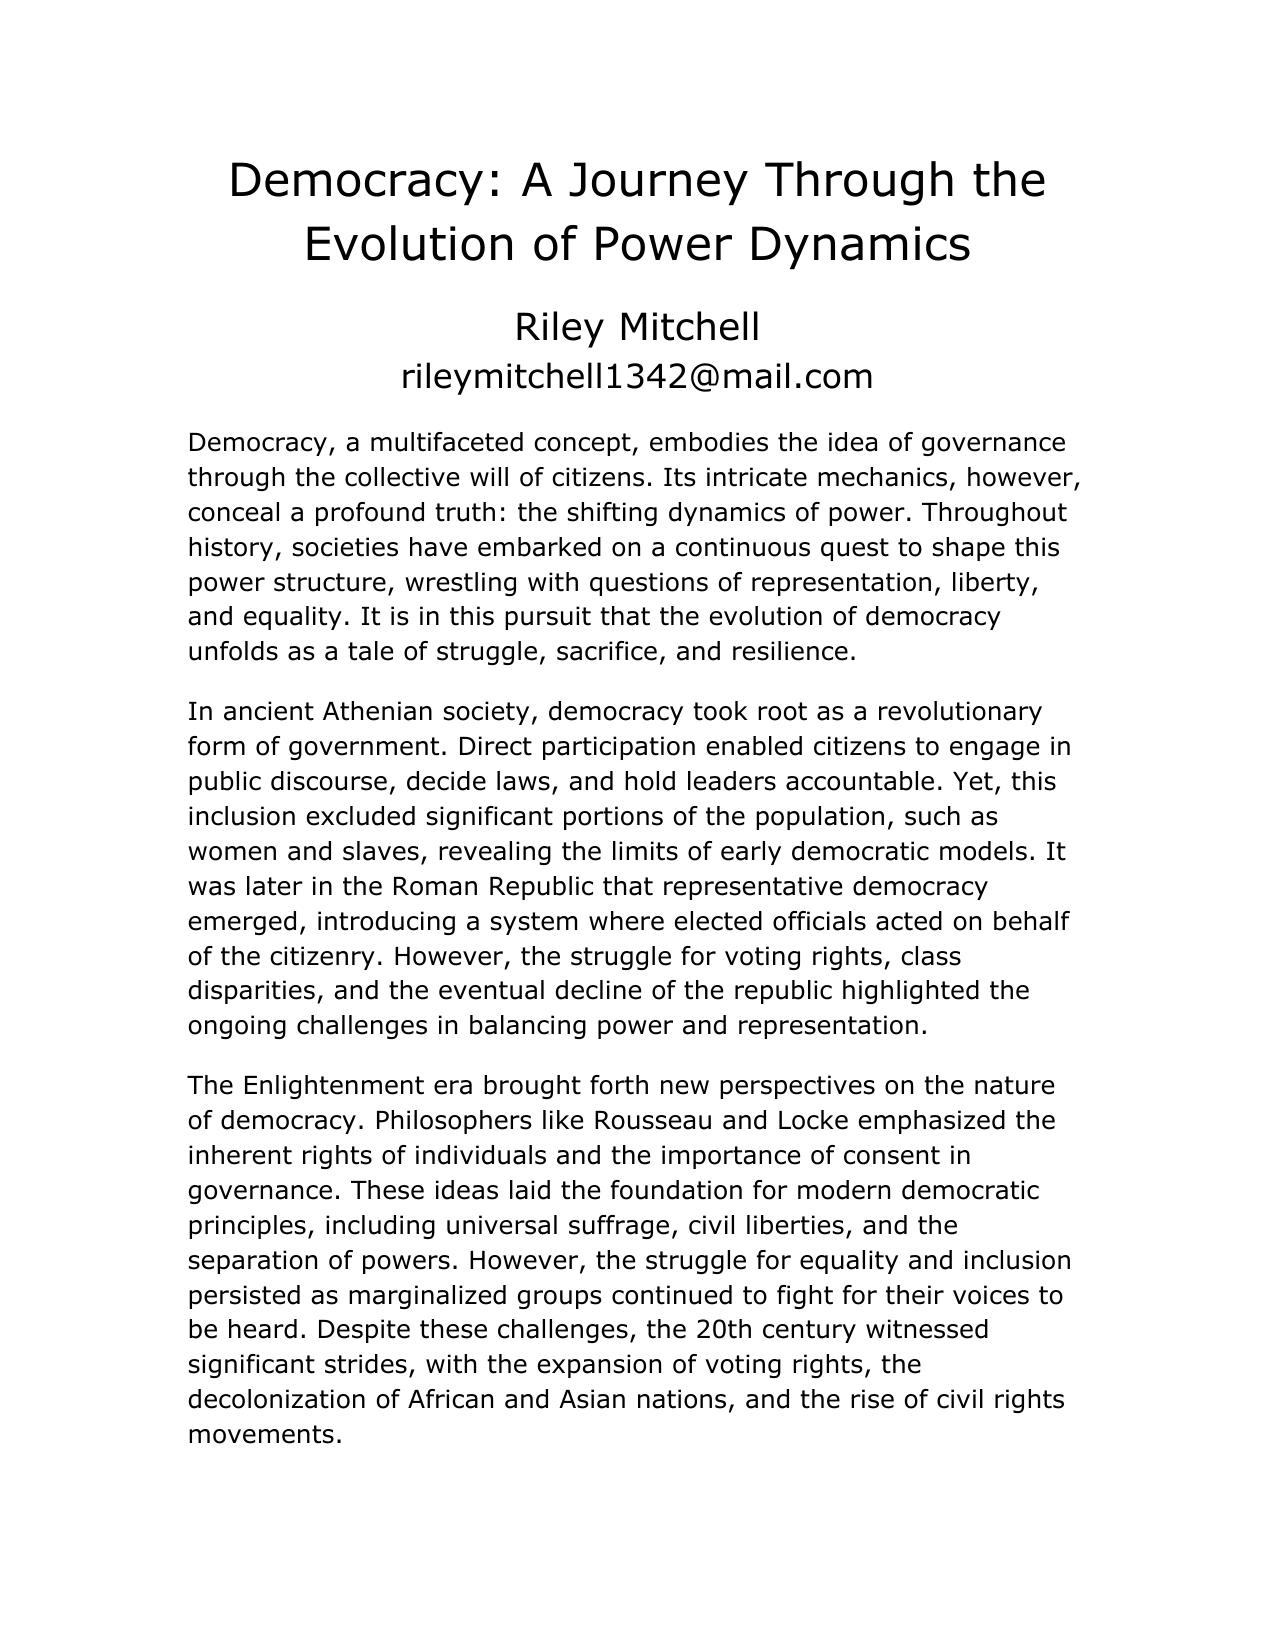 Democracy: A Journey Through the
Evolution of Power Dynamics
Riley Mitchell
rileymitchell1342@mail.com
Democracy, a multifaceted concept, embodies the idea of governance
through the collective will of citizens. Its intricate mechanics, however,
conceal a profound truth: the shifting dynamics of power. Throughout
history, societies have embarked on a continuous quest to shape this
power structure, wrestling with questions of representation, liberty,
and equality. It is in this pursuit that the evolution of democracy
unfolds as a tale of struggle, sacrifice, and resilience.
In ancient Athenian society, democracy took root as a revolutionary
form of government. Direct participation enabled citizens to engage in
public discourse, decide laws, and hold leaders accountable. Yet, this
inclusion excluded significant portions of the population, such as
women and slaves, revealing the limits of early democratic models. It
was later in the Roman Republic that representative democracy
emerged, introducing a system where elected officials acted on behalf
of the citizenry. However, the struggle for voting rights, class
disparities, and the eventual decline of the republic highlighted the
ongoing challenges in balancing power and representation.
The Enlightenment era brought forth new perspectives on the nature
of democracy. Philosophers like Rousseau and Locke emphasized the
inherent rights of individuals and the importance of consent in
governance. These ideas laid the foundation for modern democratic
principles, including universal suffrage, civil liberties, and the
separation of powers. However, the struggle for equality and inclusion
persisted as marginalized groups continued to fight for their voices to
be heard. Despite these challenges, the 20th century witnessed
significant strides, with the expansion of voting rights, the
decolonization of African and Asian nations, and the rise of civil rights
movements.